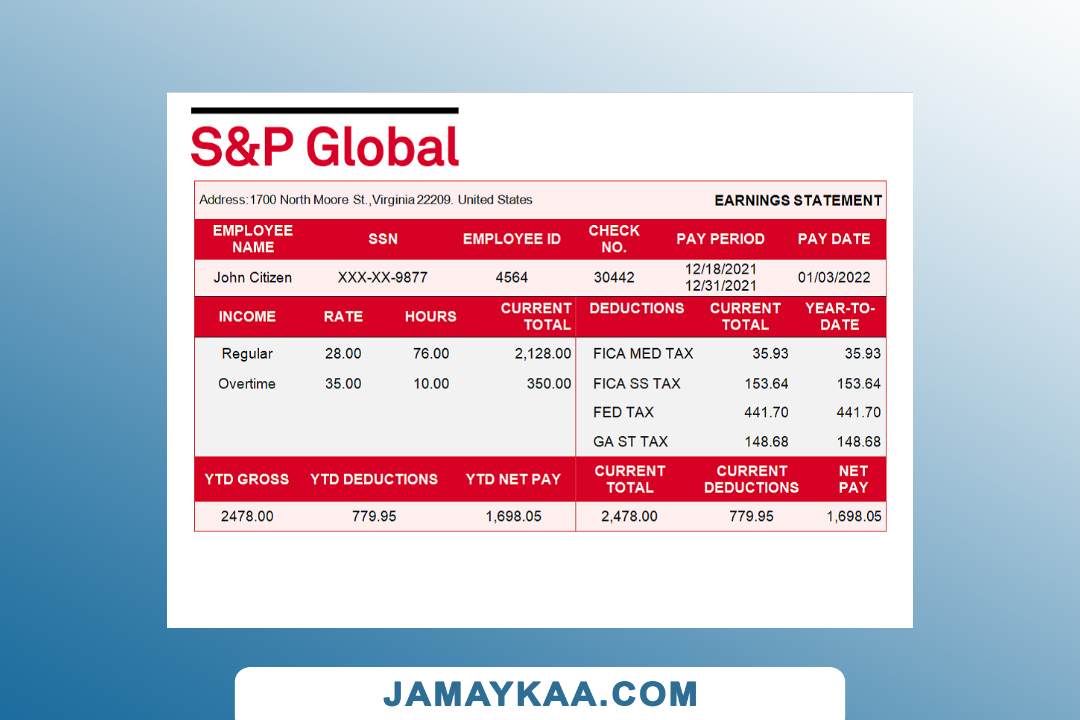 S&P Global
Address:1700 North Moore St.,Virginia 22209. United States EARNINGS STATEMENT
EMPLOYEE NAME SSN EMPLOYEE ID CHECK NO. PAY PERIOD PAY DATE
John Citizen XXX-XX-9877 4564 30442 12/18/2021 12/31/2021 01/03/2022
INCOME RATE HOURS CURRENT TOTAL DEDUCTIONS CURRENT TOTAL YEAR-TO-DATE
Regular 28.00 76.00 2,128.00 FICA MED TAX 35.93 35.93
Overtime 35.00 10.00 350.00 FICA SS TAX 153.64 153.64
FED TAX 441.70 441.70
GA ST TAX 148.68 148.68
YTD GROSS YTD DEDUCTIONS YTD NET PAY CURRENT TOTAL CURRENT DEDUCTIONS NET PAY
2478.00 779.95 1,698.05 2,478.00 779.95 1,698.05
JAMAYKAA.COM